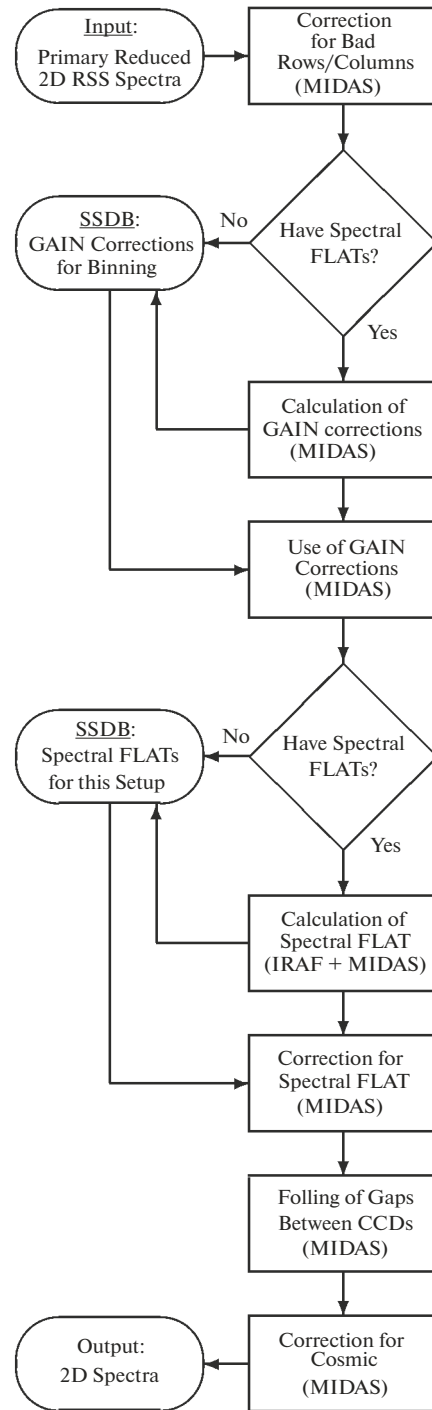 Input:
Primary Reduced
2D RSS Spectra
Correction
for Bad
Rows/Columns
(MIDAS)
Have Spectral
FLATs?
No
Yes
SSDB:
GAIN Corrections
for Binning
Calculation of
GAIN corrections
(MIDAS)
Use of GAIN
Corrections
(MIDAS)
Have Spectral
FLATs?
No
Yes
SSDB:
Spectral FLATs
for this Setup
Calculation of
Spectral FLAT
(IRAF + MIDAS)
Correction for
Spectral FLAT
(MIDAS)
Folling of Gaps
Between CCDs
(MIDAS)
Correction for
Cosmic
(MIDAS)
Output:
2D Spectra